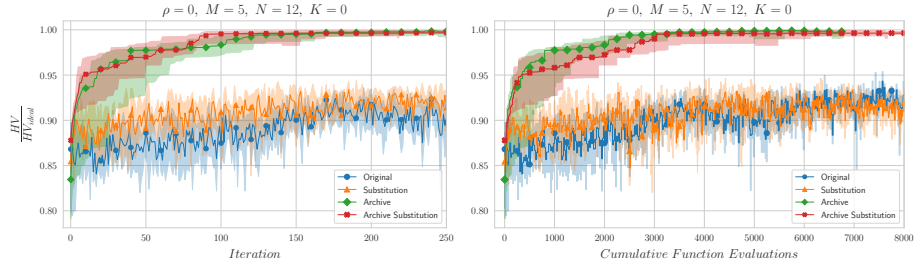 ρ = 0, M = 5, N = 12, K = 0
HV
HV_ideal
1.00
0.95
0.90
0.85
0.80
0
50
100
150
200
250
Iteration
Original
Substitution
Archive
Archive Substitution
ρ = 0, M = 5, N = 12, K = 0
1.00
0.95
0.90
0.85
0.80
0
1000
2000
3000
4000
5000
6000
7000
8000
Cumulative Function Evaluations
Original
Substitution
Archive
Archive Substitution